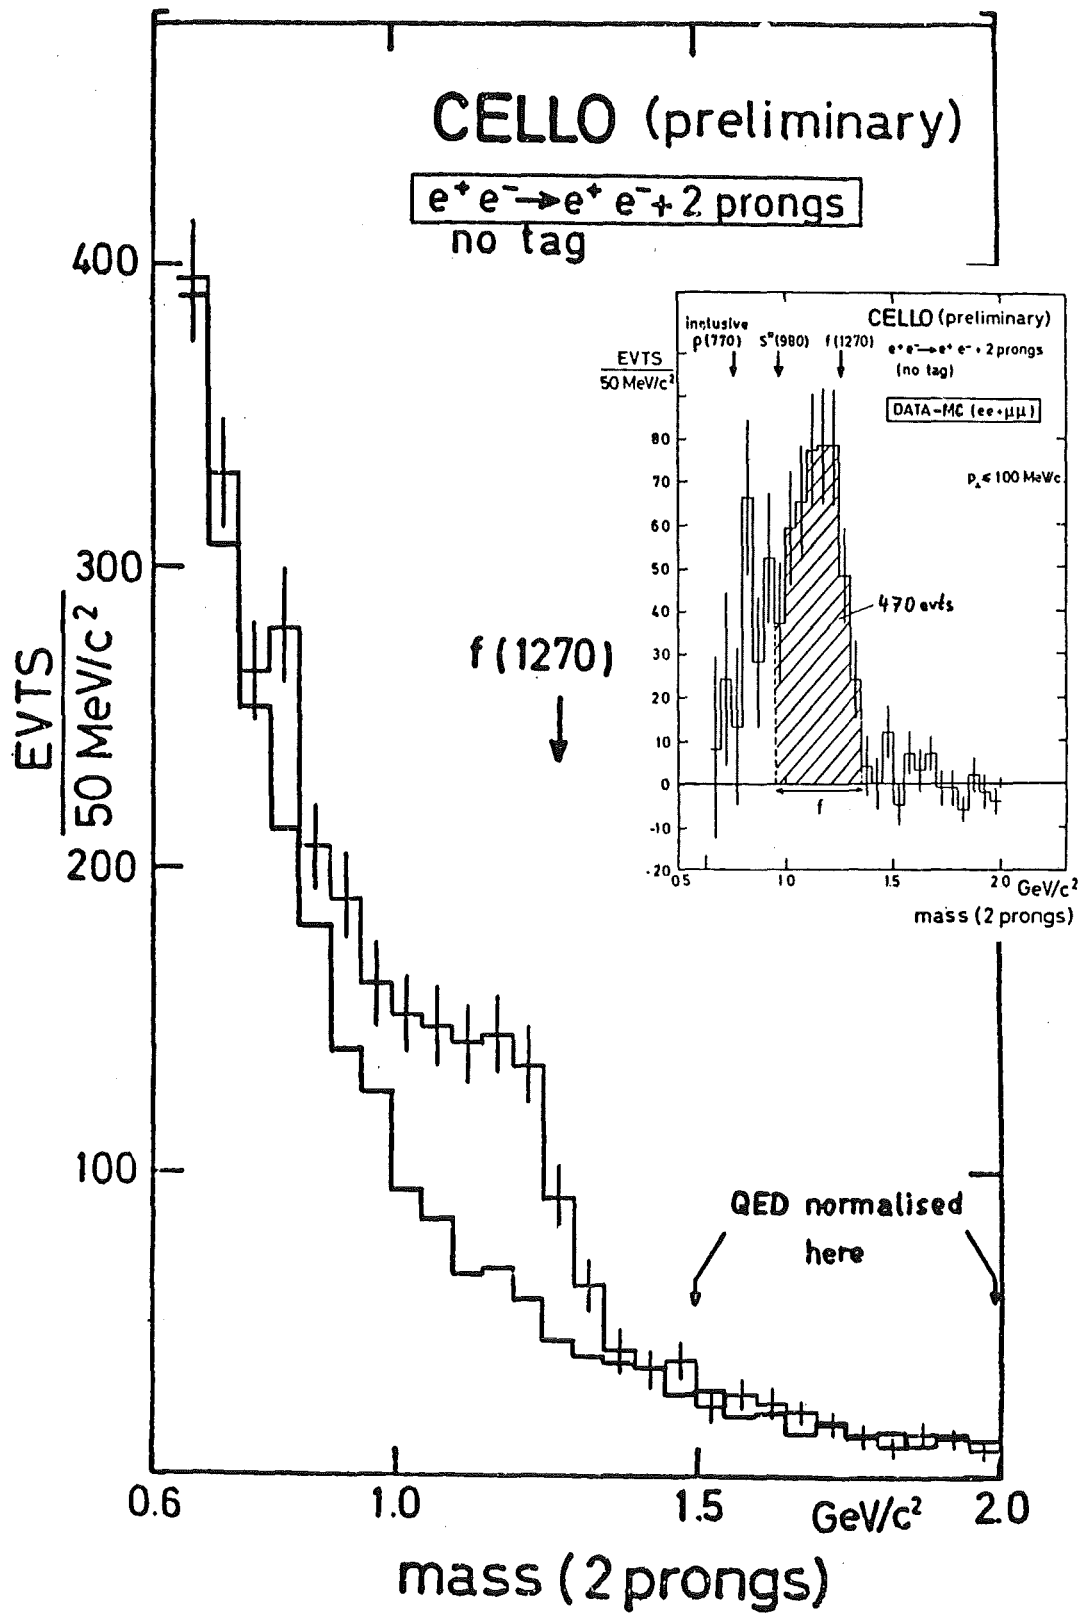 CELLO (preliminary)
e⁺ e⁻→e⁺ e⁻+ 2 prongs
no tag
400
300
200
100
EVTS
50 MeV/c²
f (1270)
QED normalised
here
0.6
1.0
1.5
GeV/c²
2.0
mass (2 prongs)
inclusive
ρ(770)
S*(980)
f(1270)
CELLO (preliminary)
e⁺e⁻→e⁺ e⁻ + 2 prongs
(no tag)
EVTS
50 MeV/c²
DATA-MC (ee+μμ)
p⊥≤ 100 MeV/c
80
70
60
50
40
30
20
10
0
-10
-20
470 evts
f
0.5
1.0
1.5
2.0
GeV/c²
mass (2 prongs)